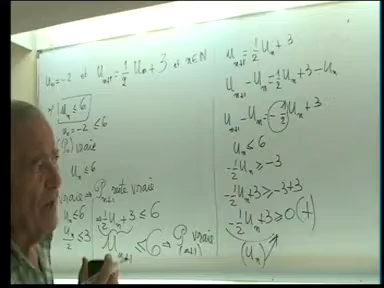 U₀ = -2 et Uₙ₊₁ = 1/2 Uₙ + 3 et n∈ℕ
Uₙ ≤ 6
U₀ = -2 ≤ 6
vraie
Uₙ ≤ 6
vraie ⇒ P reste vraie
Uₙ ≤ 6
Uₙ/2 ≤ 3
⇒ 1/2 Uₙ + 3 ≤ 6
Uₙ₊₁ ≤ 6 ⇒ Pₙ₊₁ vraie
Uₙ₊₁ = 1/2 Uₙ + 3
Uₙ₊₁ - Uₙ = 1/2 Uₙ + 3 - Uₙ
Uₙ₊₁ - Uₙ = -1/2 Uₙ + 3
Uₙ ≤ 6
-1/2 Uₙ ≥ -3
-1/2 Uₙ + 3 ≥ -3+3
-1/2 Uₙ + 3 ≥ 0 (+)
(Uₙ) ↗